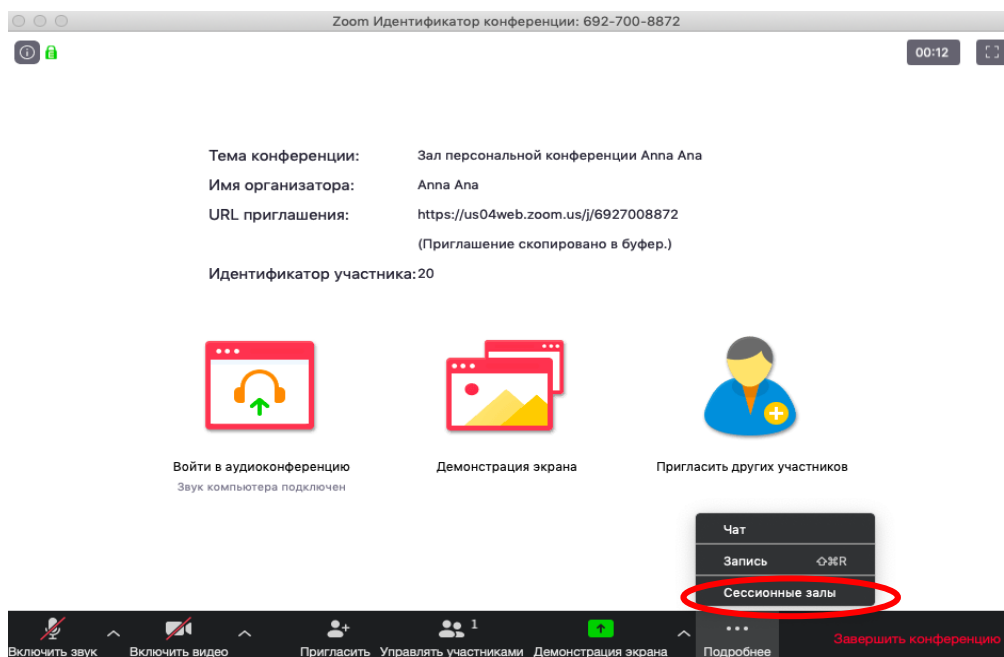 Zoom Идентификатор конференции: 692-700-8872
00:12
Тема конференции: Зал персональной конференции Anna Ana
Имя организатора: Anna Ana
URL приглашения: https://us04web.zoom.us/j/6927008872
(Приглашение скопировано в буфер.)
Идентификатор участника: 20
Войти в аудиоконференцию
Звук компьютера подключен
Демонстрация экрана
Пригласить других участников
Чат
Запись ⇧⌘R
Сессионные залы
Включить звук
Включить видео
Пригласить
1
Управлять участниками
Демонстрация экрана
Подробнее
Завершить конференцию